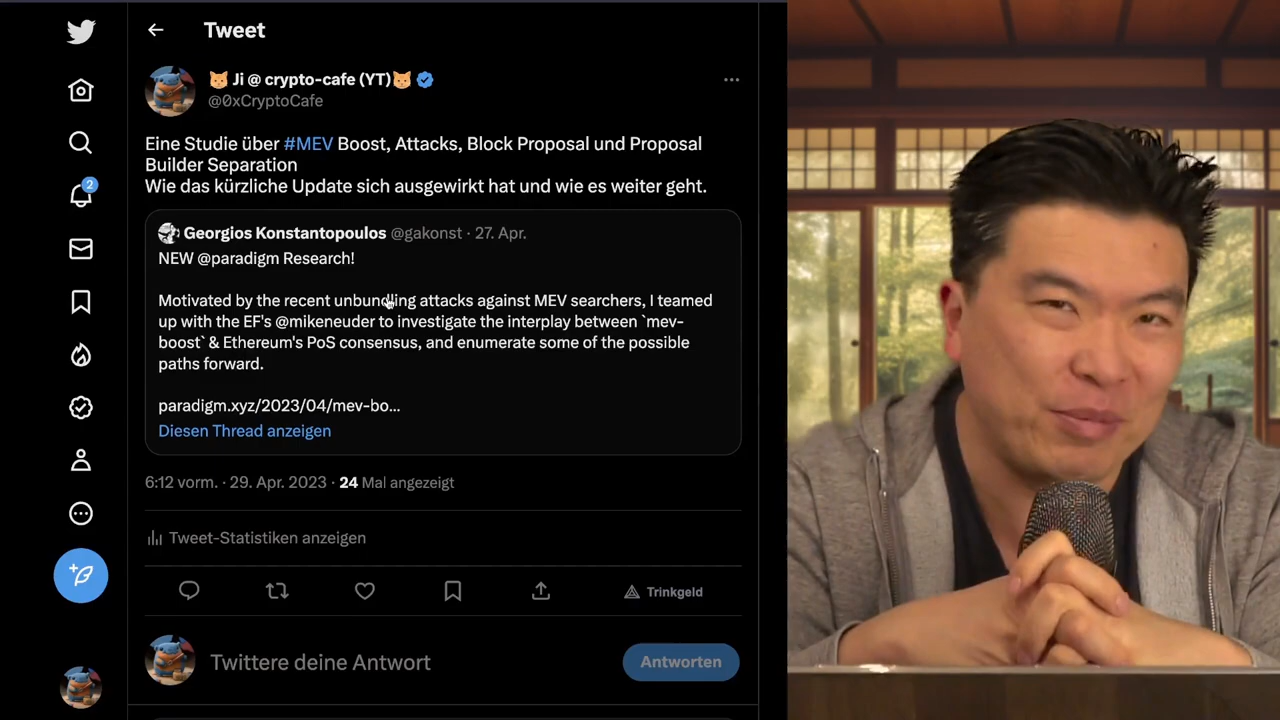 Tweet
Ji @ crypto-cafe (YT)
@0xCryptoCafe
Eine Studie über #MEV Boost, Attacks, Block Proposal und Proposal
Builder Separation
Wie das kürzliche Update sich ausgewirkt hat und wie es weiter geht.
Georgios Konstantopoulos @gakonst · 27. Apr.
NEW @paradigm Research!
Motivated by the recent unbundling attacks against MEV searchers, I teamed
up with the EF's @mikeneuder to investigate the interplay between `mev-
boost` & Ethereum's PoS consensus, and enumerate some of the possible
paths forward.
paradigm.xyz/2023/04/mev-bo...
Diesen Thread anzeigen
6:12 vorm. · 29. Apr. 2023 · 24 Mal angezeigt
Tweet-Statistiken anzeigen
Trinkgeld
Twittere deine Antwort
Antworten
2